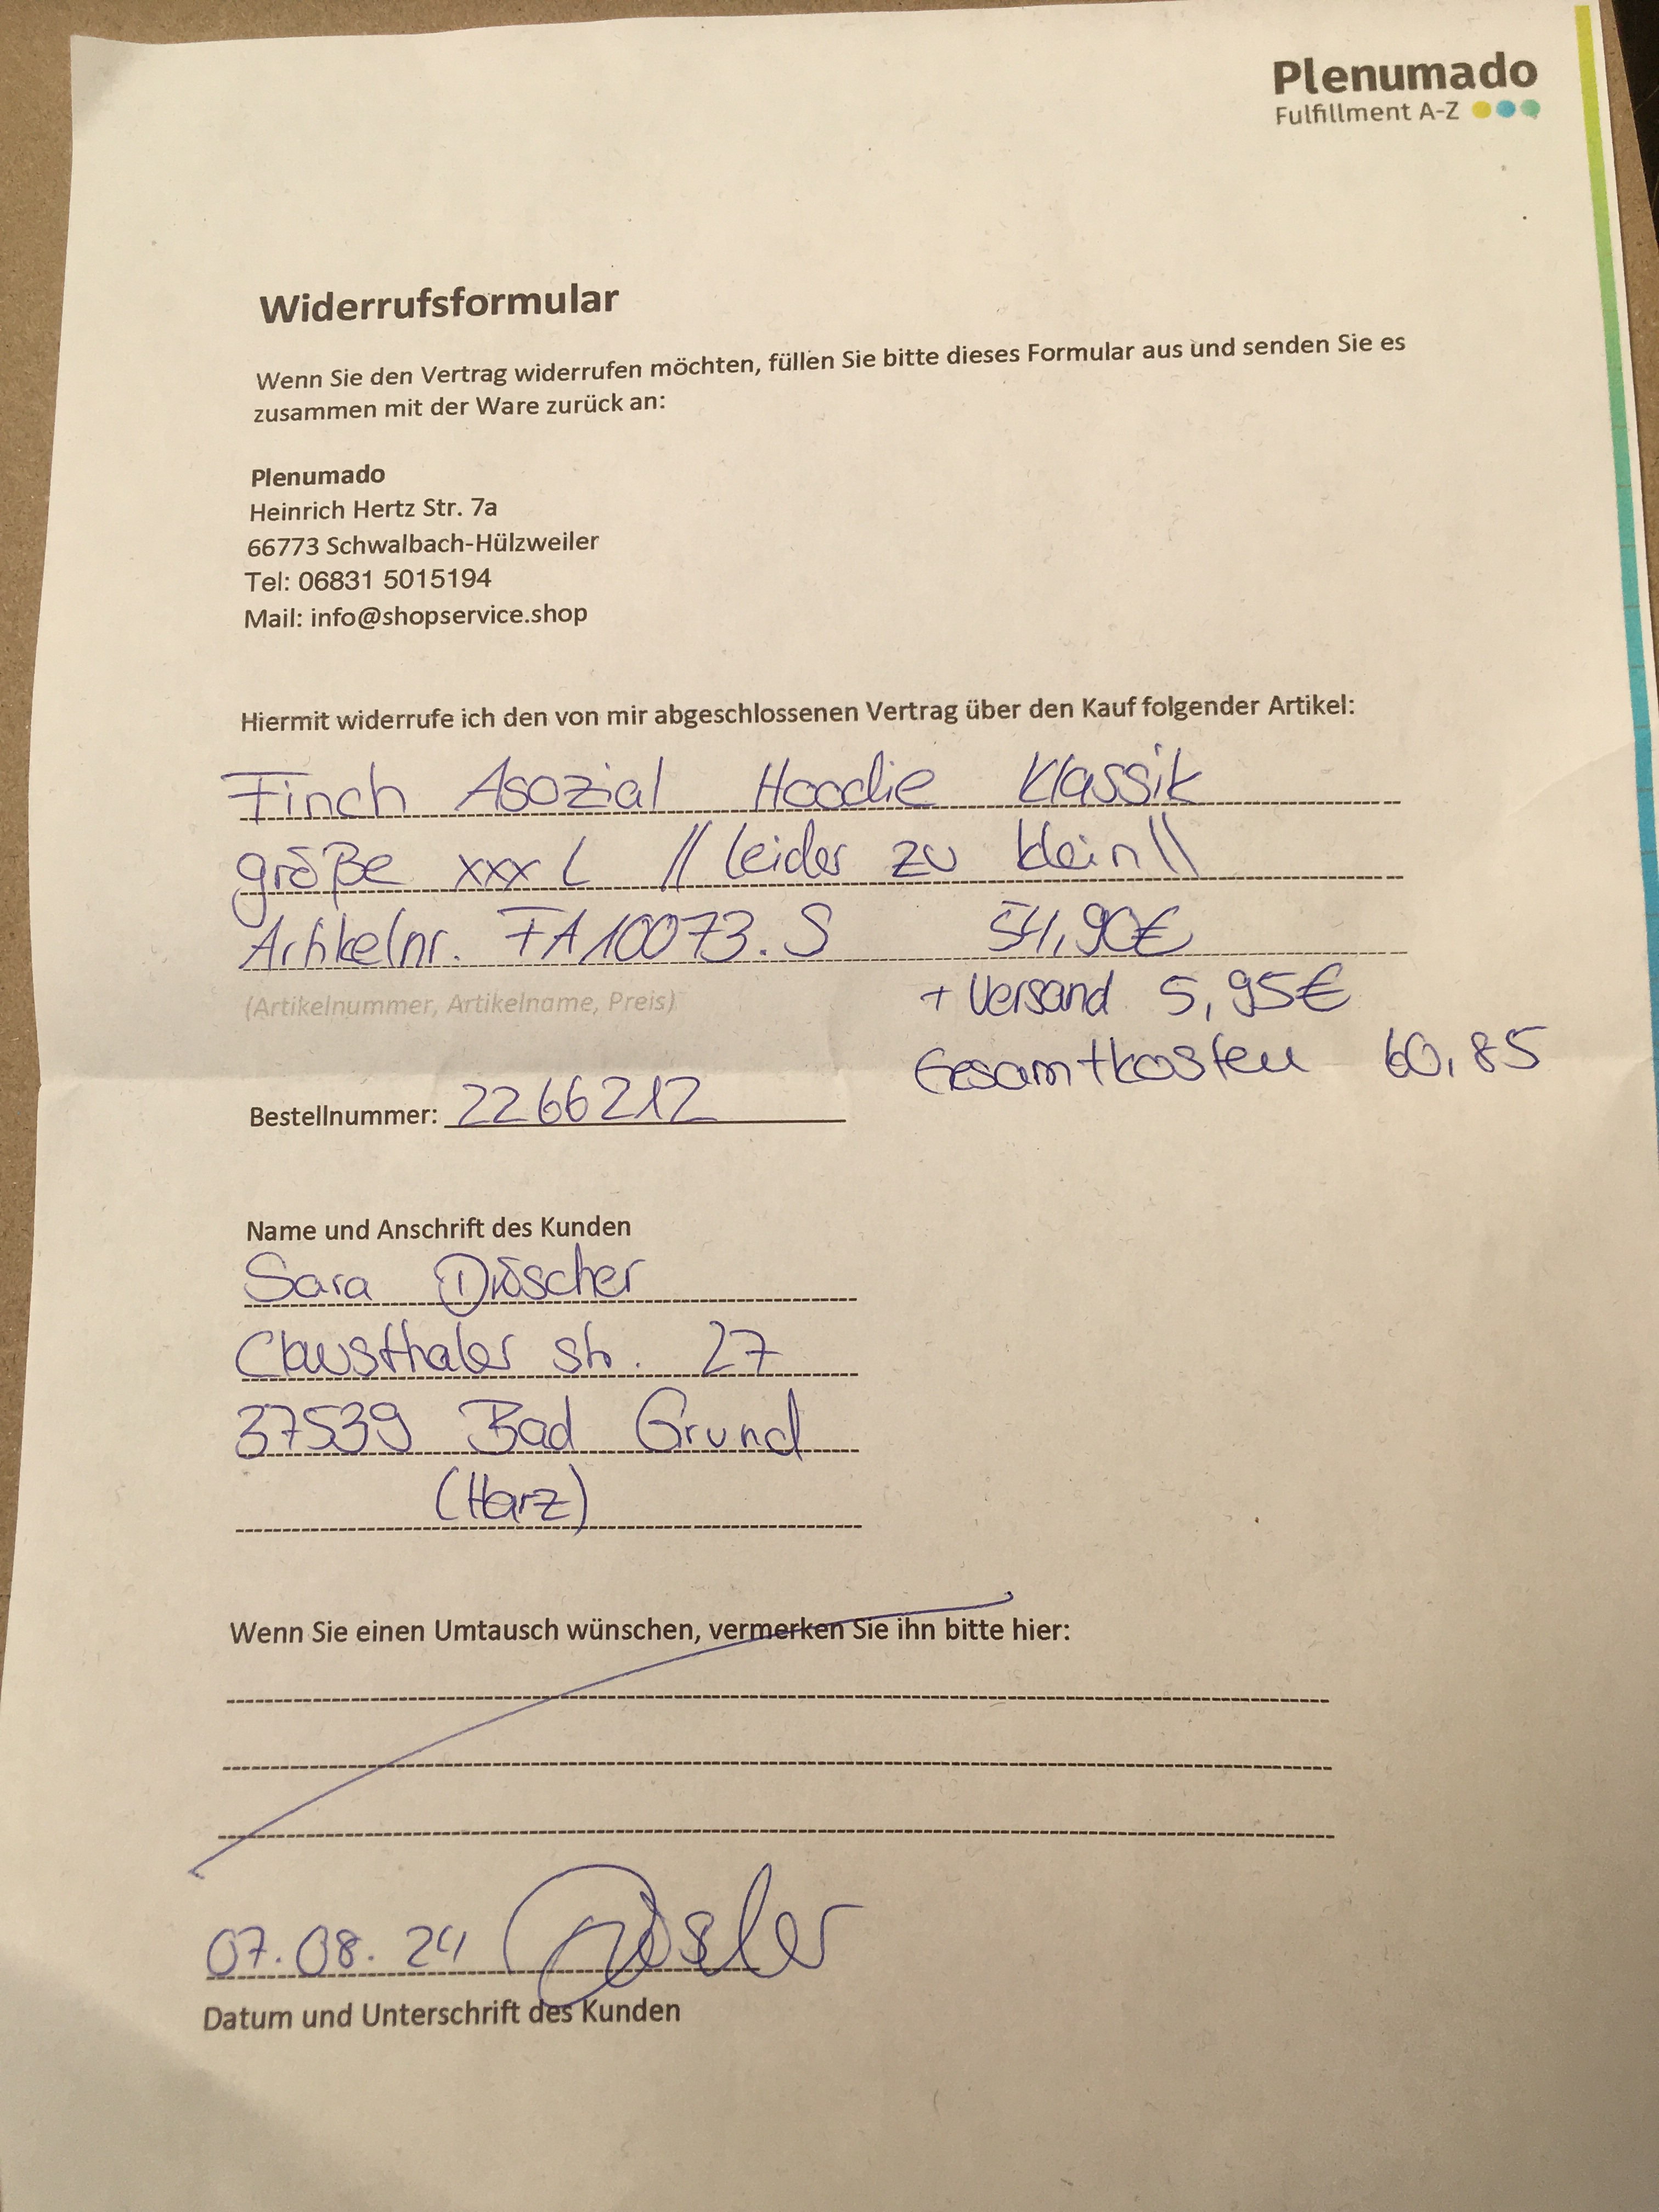 Plenumado
Fulfillment A-Z
Widerrufsformular
Wenn Sie den Vertrag widerrufen möchten, füllen Sie bitte dieses Formular aus und senden Sie es
zusammen mit der Ware zurück an:
Plenumado
Heinrich Hertz Str. 7a
66773 Schwalbach-Hülzweiler
Tel: 06831 5015194
Mail: info@shopservice.shop
Hiermit widerrufe ich den von mir abgeschlossenen Vertrag über den Kauf folgender Artikel:
Finch Asozial Hoodie Klassik
größe xxx L // leider zu klein \\
Artikelnr. FA10073.S 54,90€
(Artikelnummer, Artikelname, Preis)
+ Versand 5,95€
Gesamtkosten 60,85
Bestellnummer: 2266212
Name und Anschrift des Kunden
Sara Dröscher
Clausthaler str. 27
37539 Bad Grund
(Harz)
Wenn Sie einen Umtausch wünschen, vermerken Sie ihn bitte hier:
07.08.24
Datum und Unterschrift des Kunden